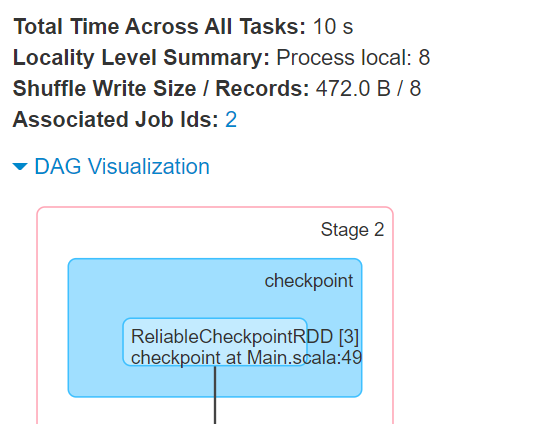 Total Time Across All Tasks: 10 s
Locality Level Summary: Process local: 8
Shuffle Write Size / Records: 472.0 B / 8
Associated Job Ids: 2
DAG Visualization
Stage 2
checkpoint
ReliableCheckpointRDD [3]
checkpoint at Main.scala:49